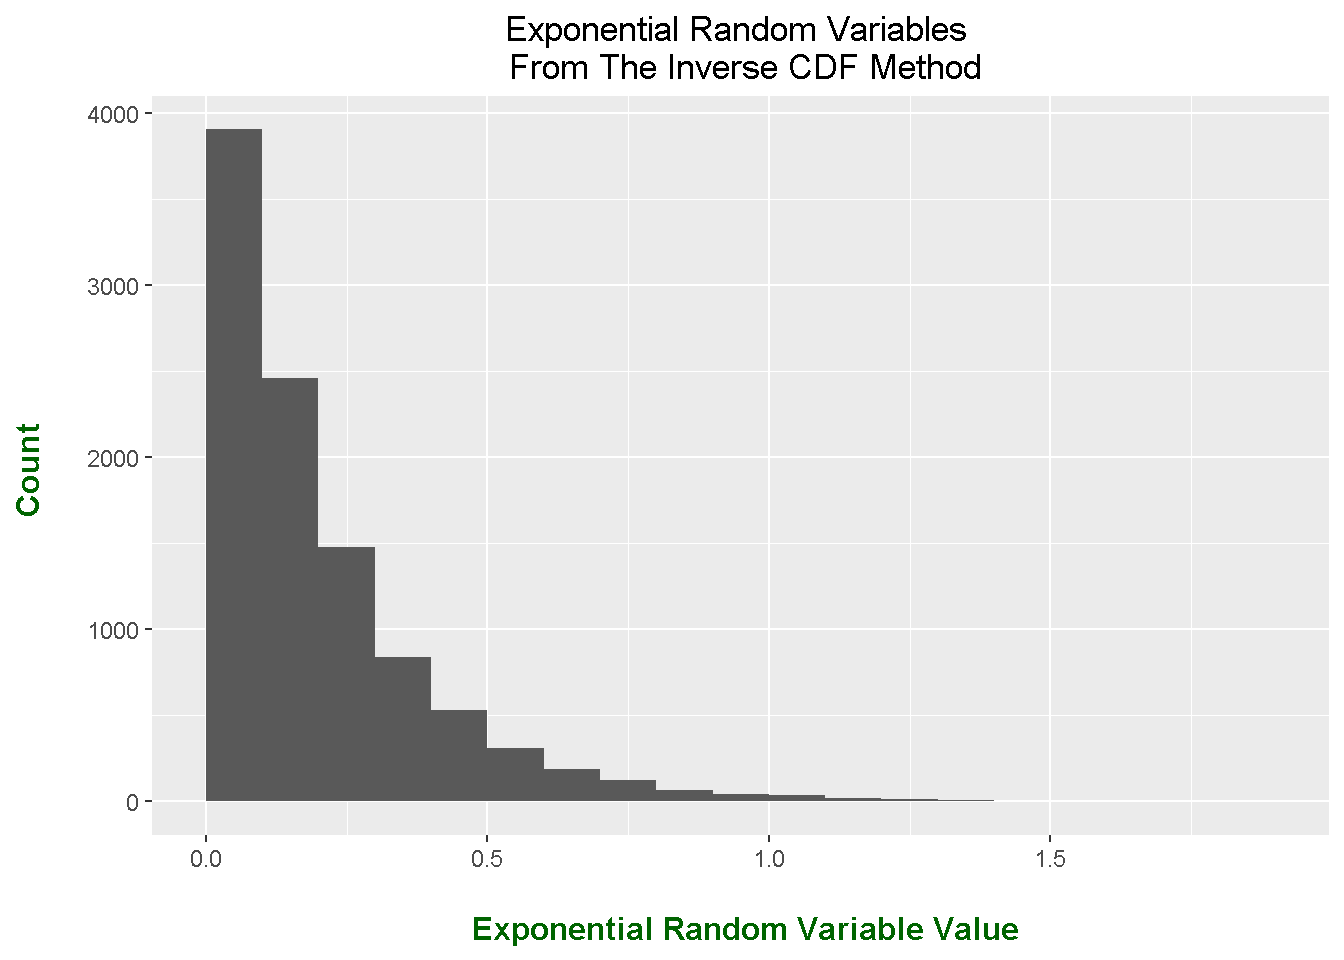 Exponential Random Variables
From The Inverse CDF Method
4000
3000
2000
1000
0
Count
0.0 0.5 1.0 1.5
Exponential Random Variable Value